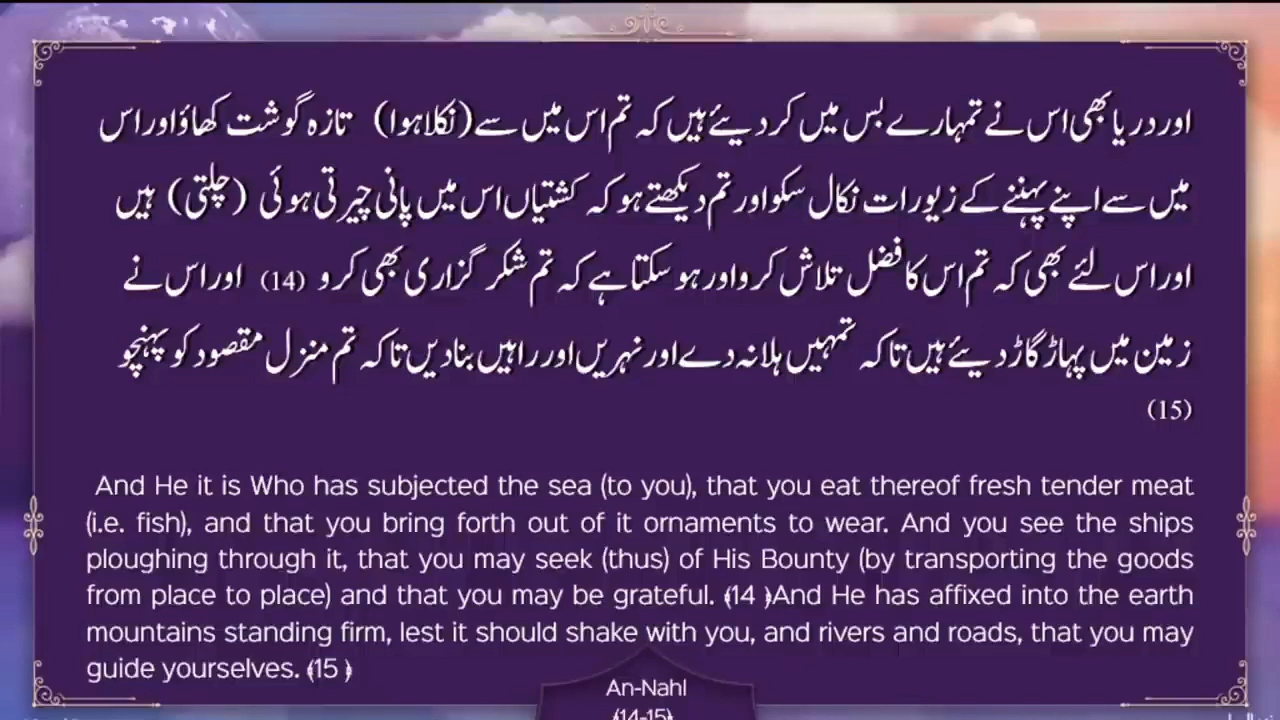 اور دریا بھی اس نے تمہارے بس میں کر دیئے ہیں کہ تم اس میں سے (نکلا ہوا) تازہ گوشت کھاؤ اور اس
میں سے اپنے پہننے کے زیورات نکال سکو اور تم دیکھتے ہو کہ کشتیاں اس میں پانی چیرتی ہوئی (چلتی) ہیں
اور اس لئے بھی کہ تم اس کا فضل تلاش کرو اور ہو سکتا ہے کہ تم شکر گزاری بھی کرو (14) اور اس نے
زمین میں پہاڑ گاڑ دیئے ہیں تا کہ تمہیں ہلا نہ دے اور نہریں اور راہیں بنا دیں تا کہ تم منزل مقصود کو پہنچو
(15)
And He it is Who has subjected the sea (to you), that you eat thereof fresh tender meat
(i.e. fish), and that you bring forth out of it ornaments to wear. And you see the ships
ploughing through it, that you may seek (thus) of His Bounty (by transporting the goods
from place to place) and that you may be grateful. ﴾14 ﴿And He has affixed into the earth
mountains standing firm, lest it should shake with you, and rivers and roads, that you may
guide yourselves. ﴾15 ﴿
An-Nahl
﴾14-15﴿